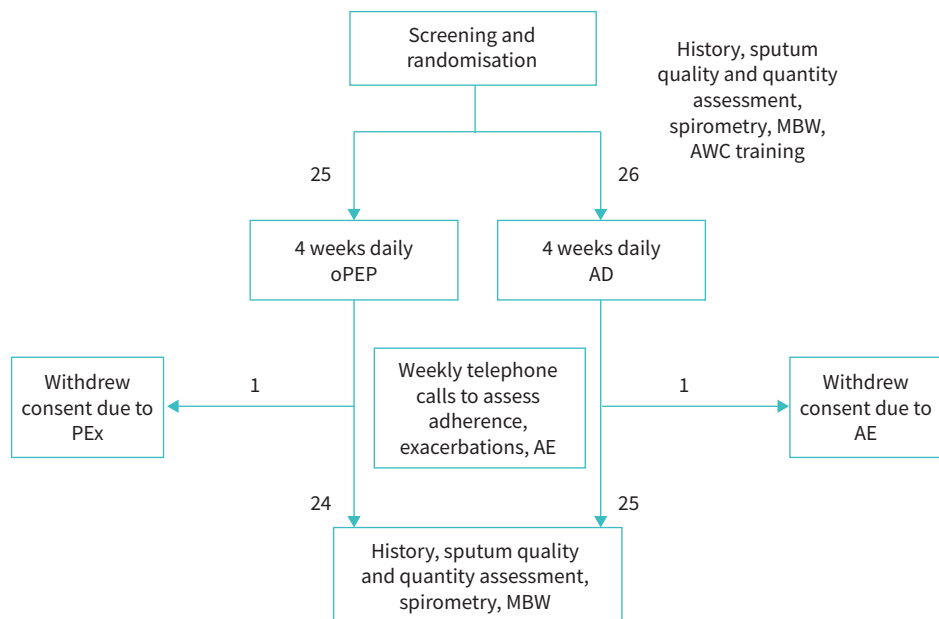 Screening and
randomisation
History, sputum
quality and quantity
assessment,
spirometry, MBW,
AWC training
25
26
4 weeks daily
oPEP
4 weeks daily
AD
Withdrew
consent due to
PEx
1
Weekly telephone
calls to assess
adherence,
exacerbations, AE
1
Withdrew
consent due to
AE
24
25
History, sputum quality
and quantity assessment,
spirometry, MBW